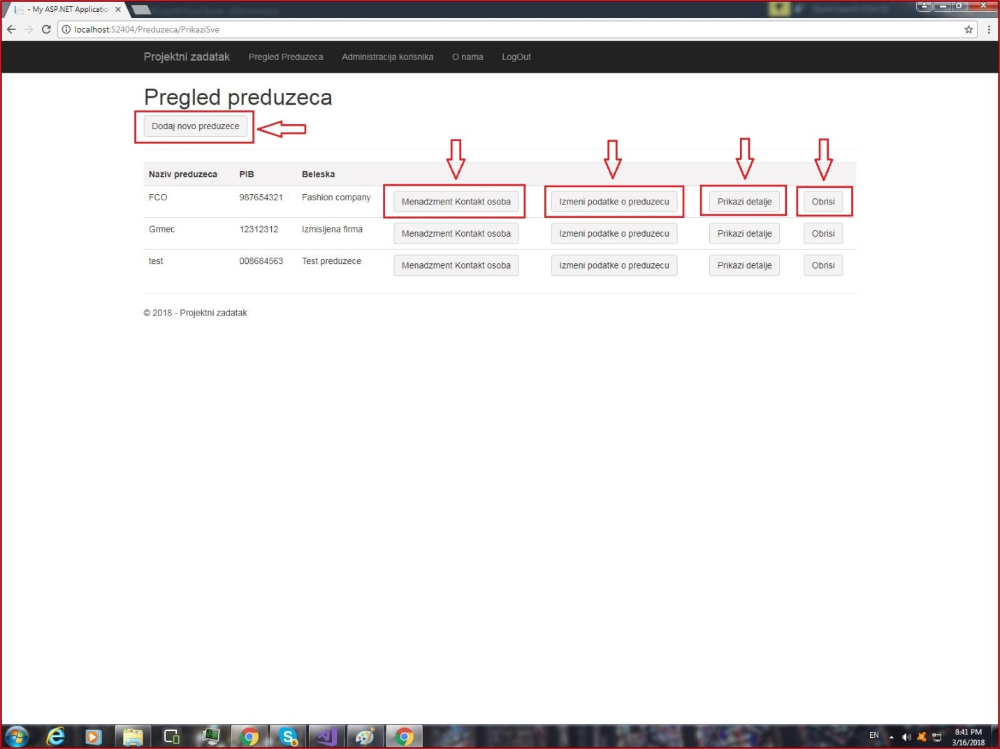 - My ASP.NET Applicatio
localhost:52404/Preduzeca/PrikaziSve
Projektni zadatak Pregled Preduzeca Administracija korisnika O nama LogOut
Pregled preduzeca
Dodaj novo preduzece
Naziv preduzeca PIB Beleska
FCO 987654321 Fashion company Menadzment Kontakt osoba Izmeni podatke o preduzecu Prikazi detalje Obrisi
Grmec 12312312 Izmisljena firma Menadzment Kontakt osoba Izmeni podatke o preduzecu Prikazi detalje Obrisi
test 008684563 Test preduzece Menadzment Kontakt osoba Izmeni podatke o preduzecu Prikazi detalje Obrisi
© 2018 - Projektni zadatak
EN 8:41 PM
3/16/2018